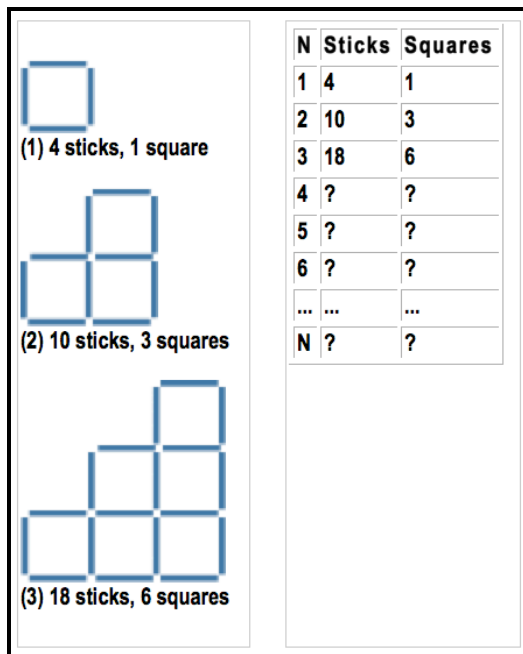 (1) 4 sticks, 1 square
(2) 10 sticks, 3 squares
(3) 18 sticks, 6 squares
N Sticks Squares
1 4 1
2 10 3
3 18 6
4 ? ?
5 ? ?
6 ? ?
... ... ...
N ? ?